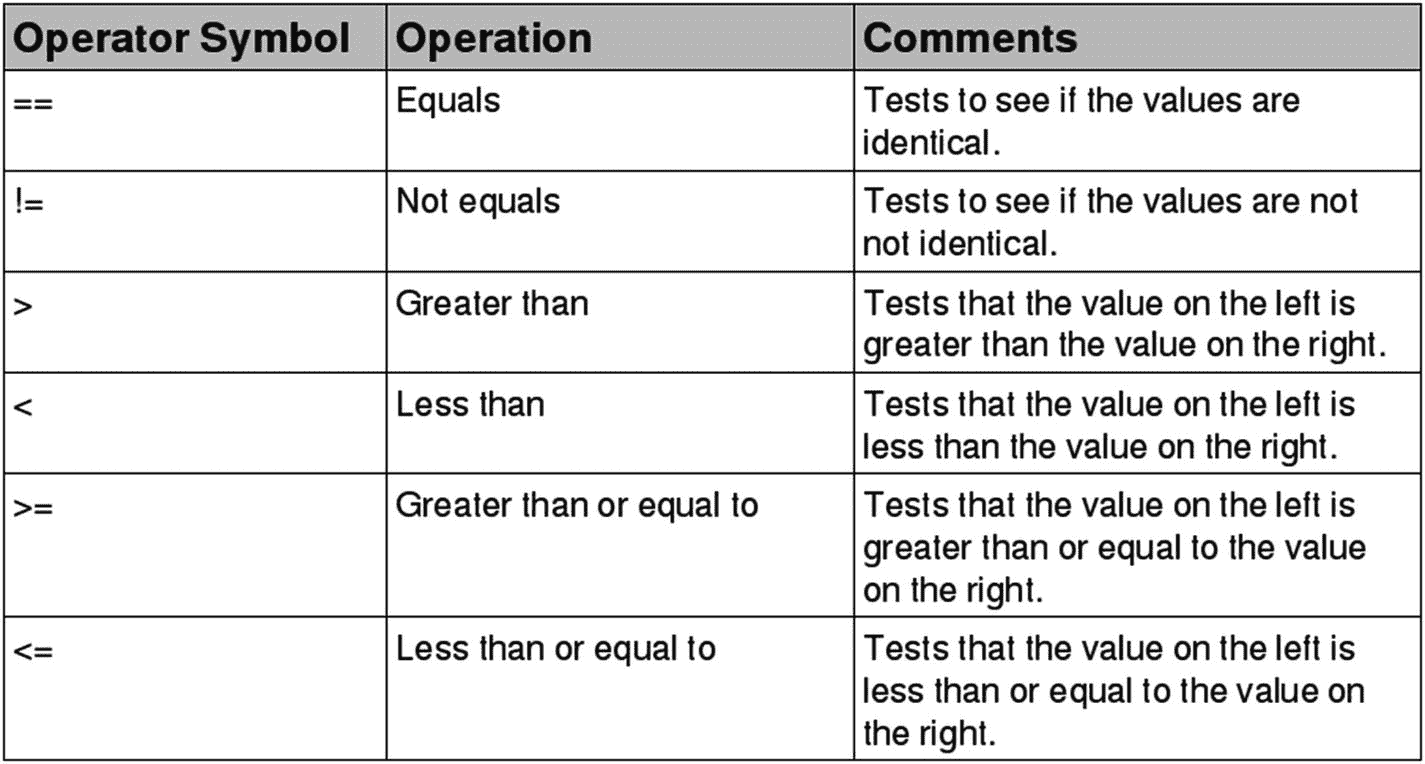 Operator Symbol Operation Comments
== Equals Tests to see if the values are
identical.
!= Not equals Tests to see if the values are not
not identical.
> Greater than Tests that the value on the left is
greater than the value on the right.
< Less than Tests that the value on the left is
less than the value on the right.
>= Greater than or equal to Tests that the value on the left is
greater than or equal to the value
on the right.
<= Less than or equal to Tests that the value on the left is
less than or equal to the value on
the right.